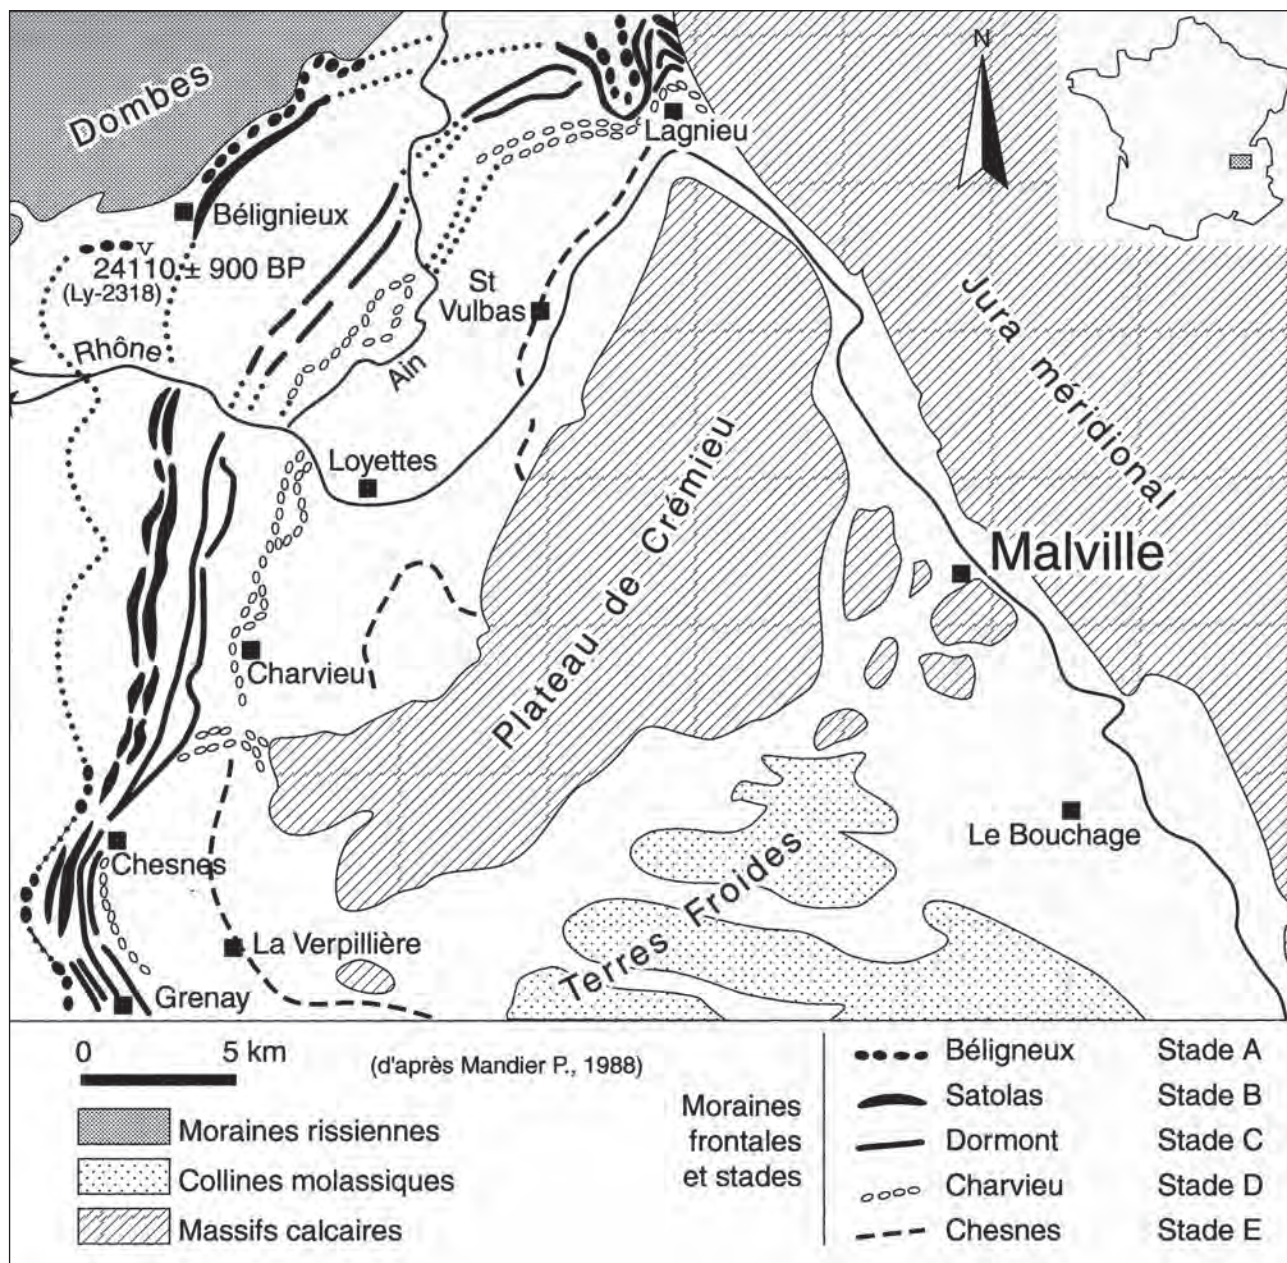 Dombes
N
Lagnieu
Bélignieux
24110 ± 900 BP
(Ly-2318)
St
Vulbas
Rhône
Ain
Jura méridional
Loyettes
Malville
Plateau de Crémieu
Charvieu
Le Bouchage
Chesnes
Terres Froides
La Verpillière
Grenay
0 5 km
(d'après Mandier P., 1988)
Moraines rissiennes
Collines molassiques
Massifs calcaires
Moraines
frontales
et stades
Béligneux Stade A
Satolas Stade B
Dormont Stade C
Charvieu Stade D
Chesnes Stade E